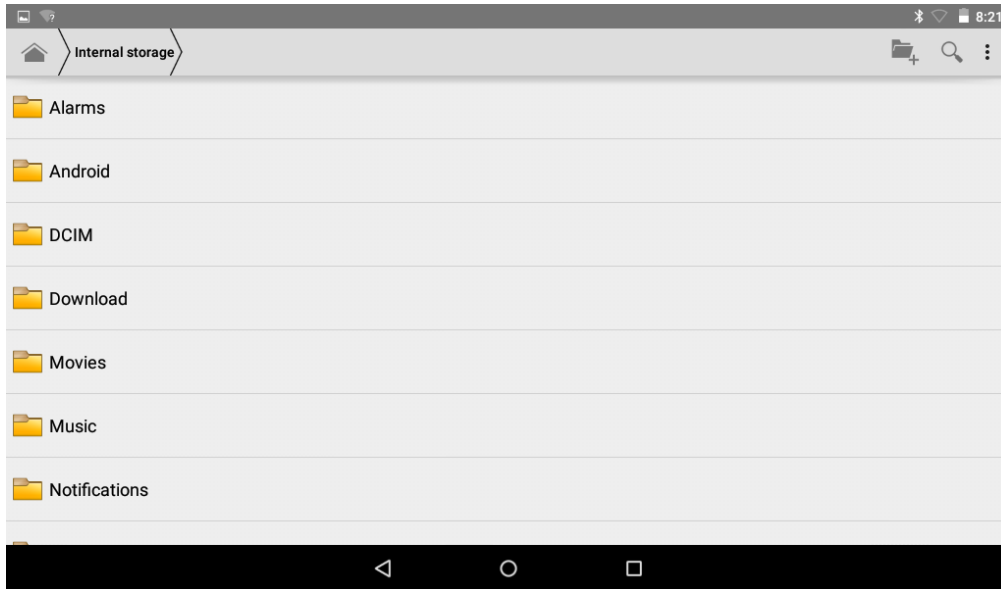 8:21
Internal storage
Alarms
Android
DCIM
Download
Movies
Music
Notifications